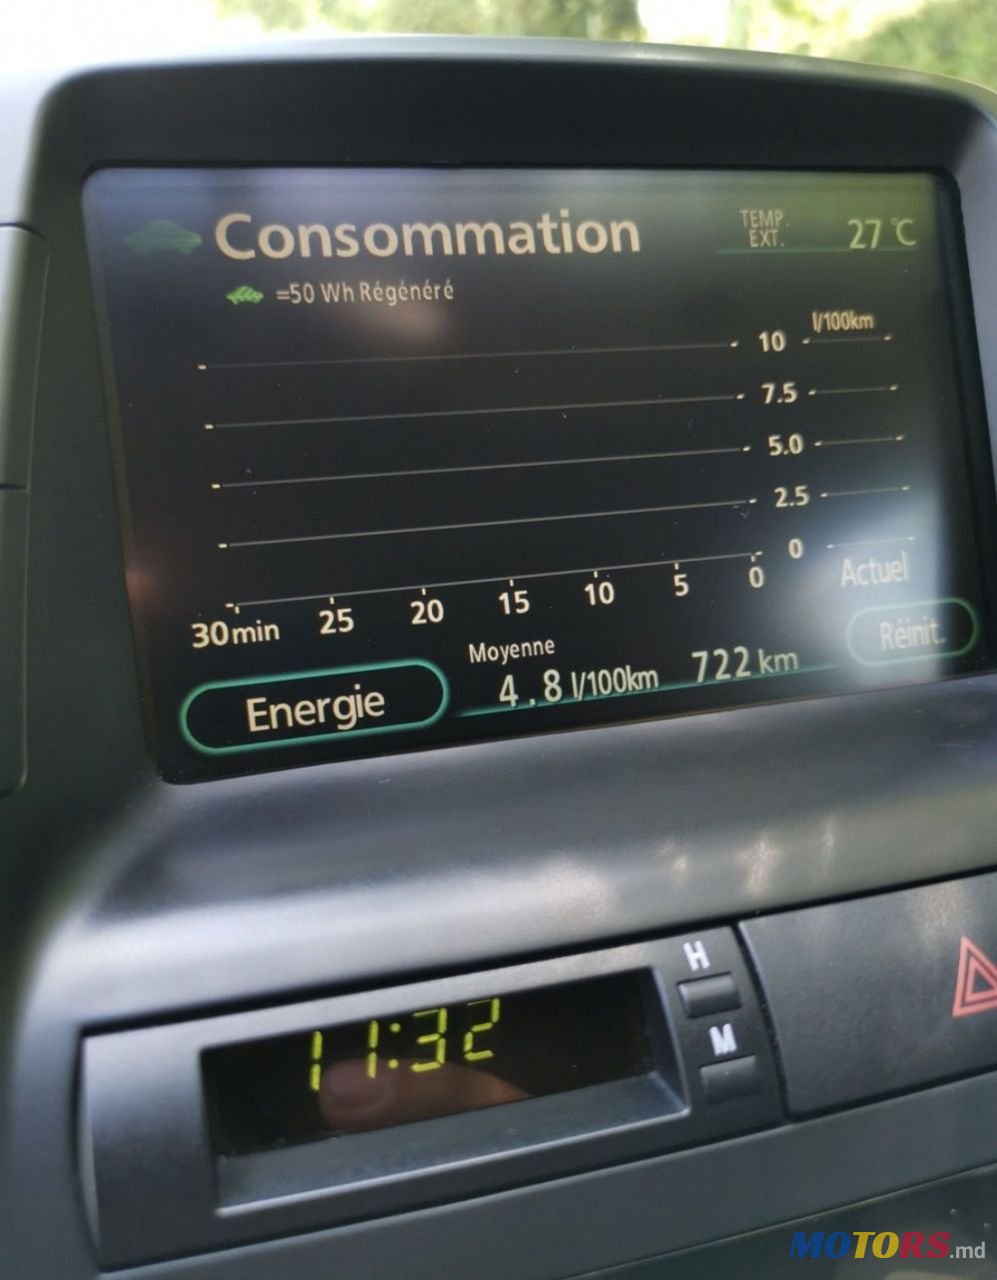 Consommation
TEMP. EXT. 27 °C
=50 Wh Régénéré
l/100km
10
7.5
5.0
2.5
0
Actuel
30min 25 20 15 10 5 0
Réinit.
Energie
Moyenne
4.8 l/100km 722 km
H
11:32
M
MOTORS.md